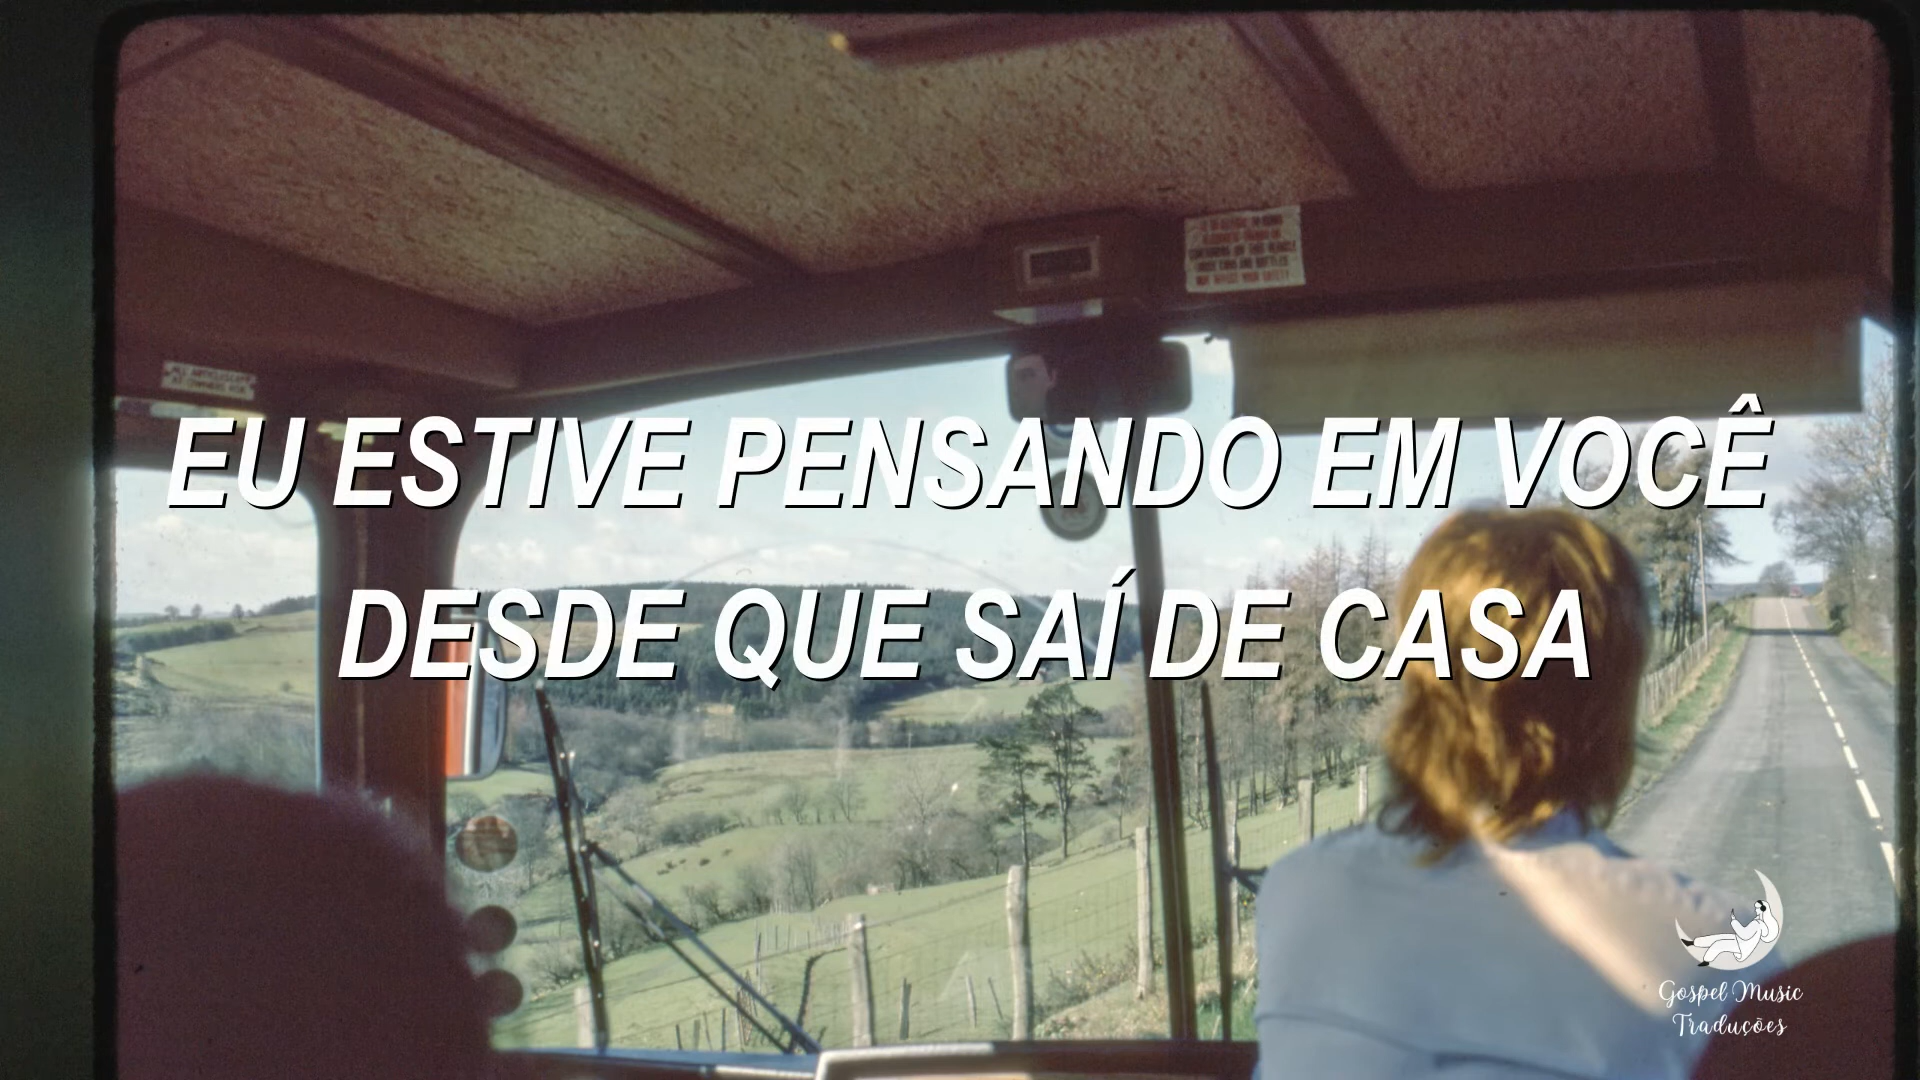 EU ESTIVE PENSANDO EM VOCÊ
DESDE QUE SAÍ DE CASA
Gospel Music
Traduções